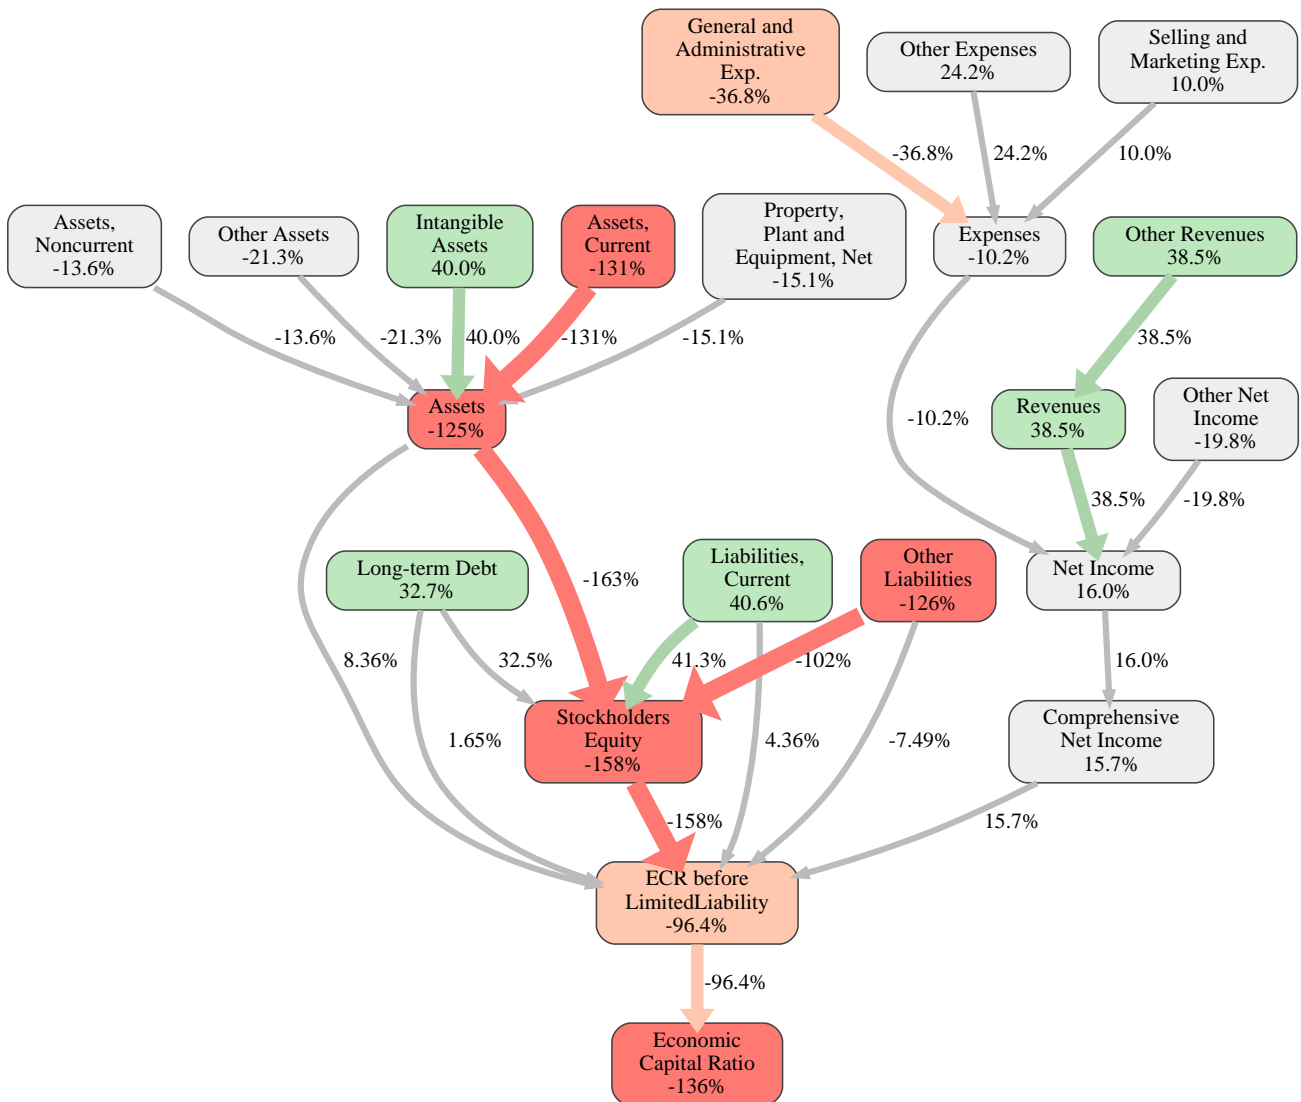 General and
Administrative
Exp.
-36.8%
Other Expenses
24.2%
Selling and
Marketing Exp.
10.0%
-36.8%
24.2%
10.0%
Assets,
Noncurrent
-13.6%
Other Assets
-21.3%
Intangible
Assets
40.0%
Assets,
Current
-131%
Property,
Plant and
Equipment, Net
-15.1%
Expenses
-10.2%
Other Revenues
38.5%
-13.6%
-21.3%
40.0%
-131%
-15.1%
38.5%
Assets
-125%
-10.2%
Revenues
38.5%
Other Net
Income
-19.8%
38.5%
-19.8%
Long-term Debt
32.7%
-163%
Liabilities,
Current
40.6%
Other
Liabilities
-126%
Net Income
16.0%
8.36%
32.5%
41.3%
-102%
16.0%
Stockholders
Equity
-158%
1.65%
4.36%
-7.49%
Comprehensive
Net Income
15.7%
-158%
15.7%
ECR before
LimitedLiability
-96.4%
-96.4%
Economic
Capital Ratio
-136%